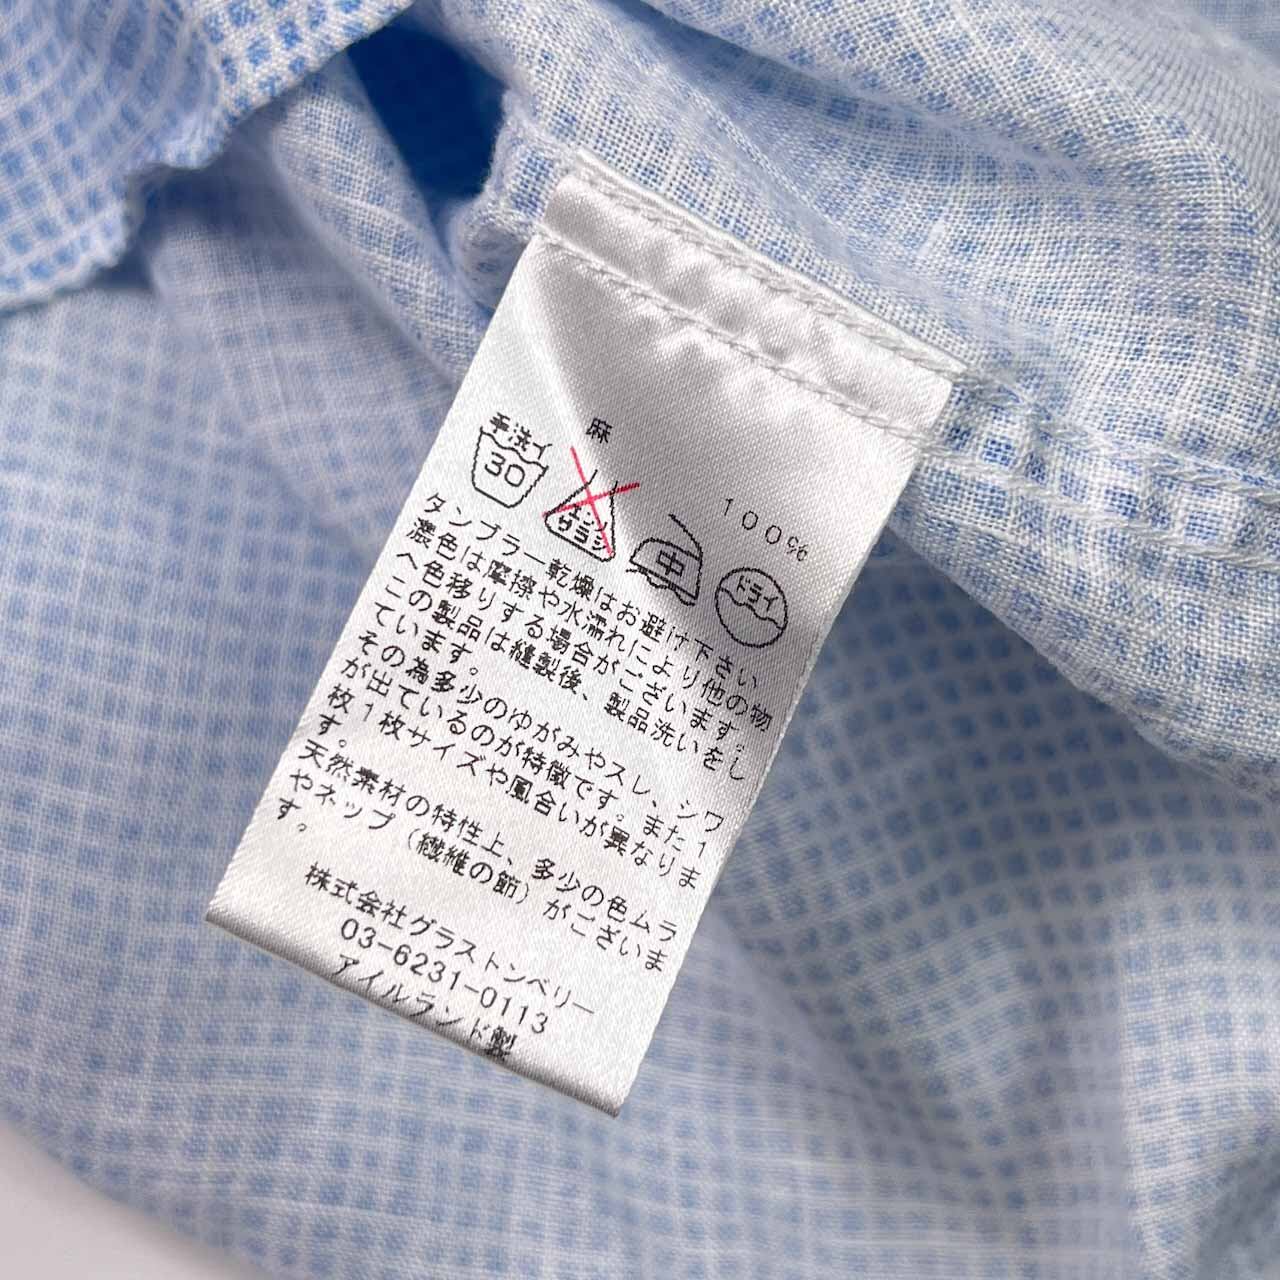 麻
100%
手洗イ
30
エンソ
サラシ
中
ドライ
タンブラー乾燥はお避け下さい
濃色は摩擦や水濡れにより他の物
へ色移りする場合がございます。
この製品は縫製後、製品洗いをし
ています。
その為多少のゆがみやスレ、シワ
が出ているのが特徴です。また1
枚1枚サイズや風合いが異なりま
す。
天然素材の特性上、多少の色ムラ
やネップ（繊維の節）がございま
す。
株式会社グラストンベリー
03-6231-0113
アイルランド製